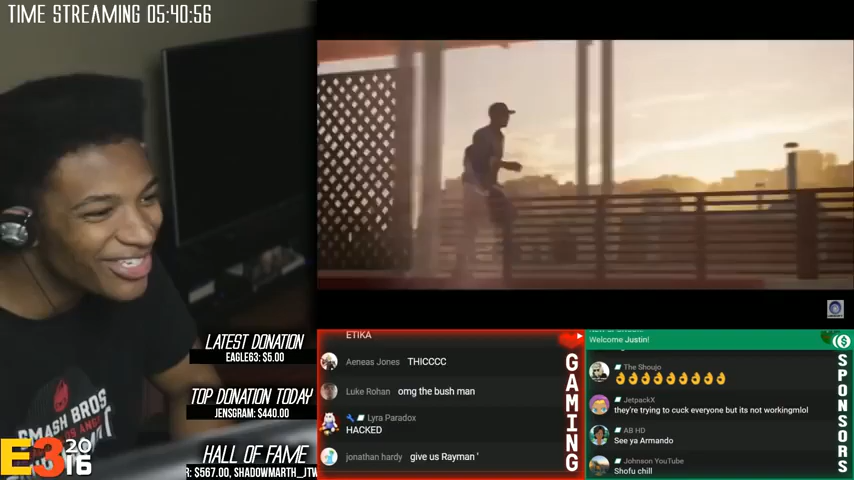 TIME STREAMING 05:40:56
LATEST DONATION
EAGLE63: $5.00
TOP DONATION TODAY
JENSGRAM: $440.00
HALL OF FAME
R: $567.00, SHADOWMARTH_JTW
SMASH BROS
E3 2016
ETIKA
Aeneas Jones THICCCC
Luke Rohan omg the bush man
Lyra Paradox
HACKED
jonathan hardy give us Rayman '
GAMING
Welcome Justin!
The Shoujo
👌👌👌👌👌👌👌👌👌
JetpackX
they're trying to cuck everyone but its not workingmlol
AB HD
See ya Armando
Johnson YouTube
Shofu chill
SPONSORS